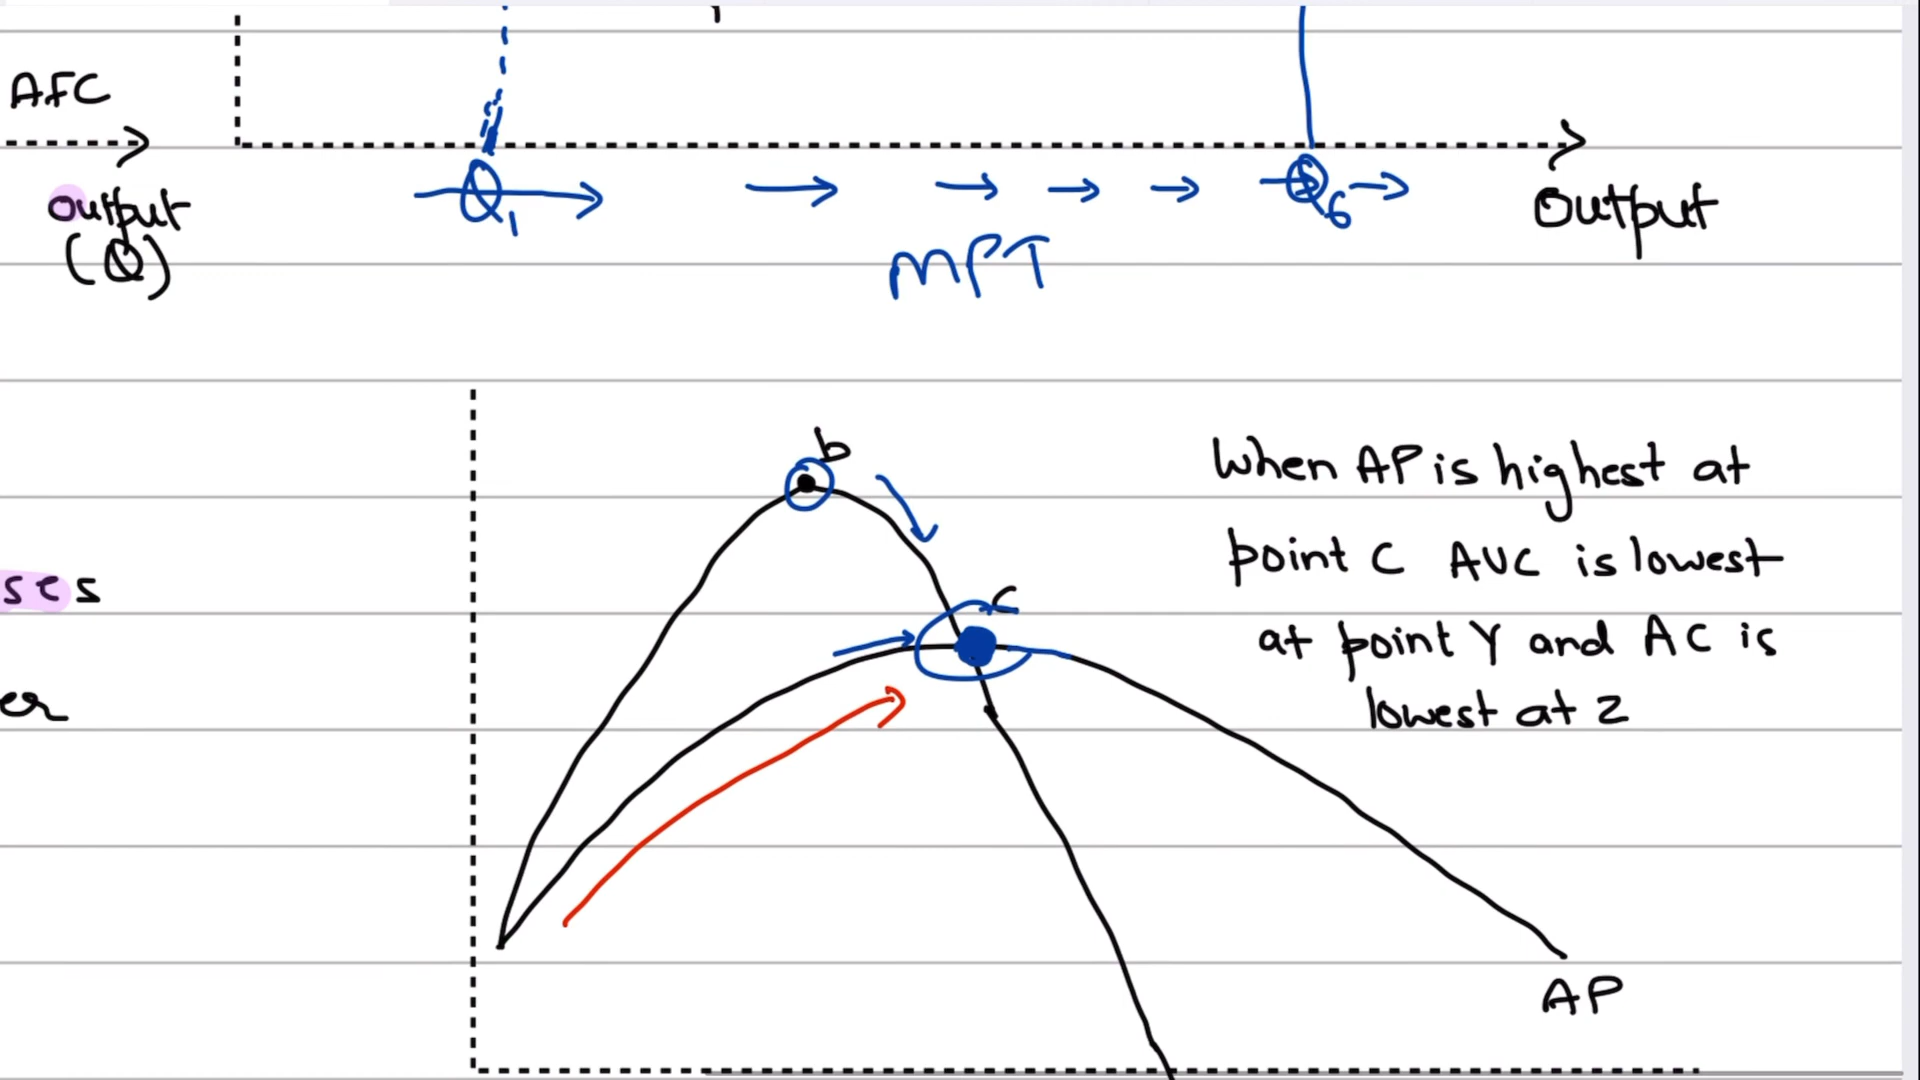 AFC
Output
(Q)
Q1
Q6
Output
MPT
b
When AP is highest at
point C AVC is lowest
at point Y and AC is
lowest at Z
c
ses
er
AP